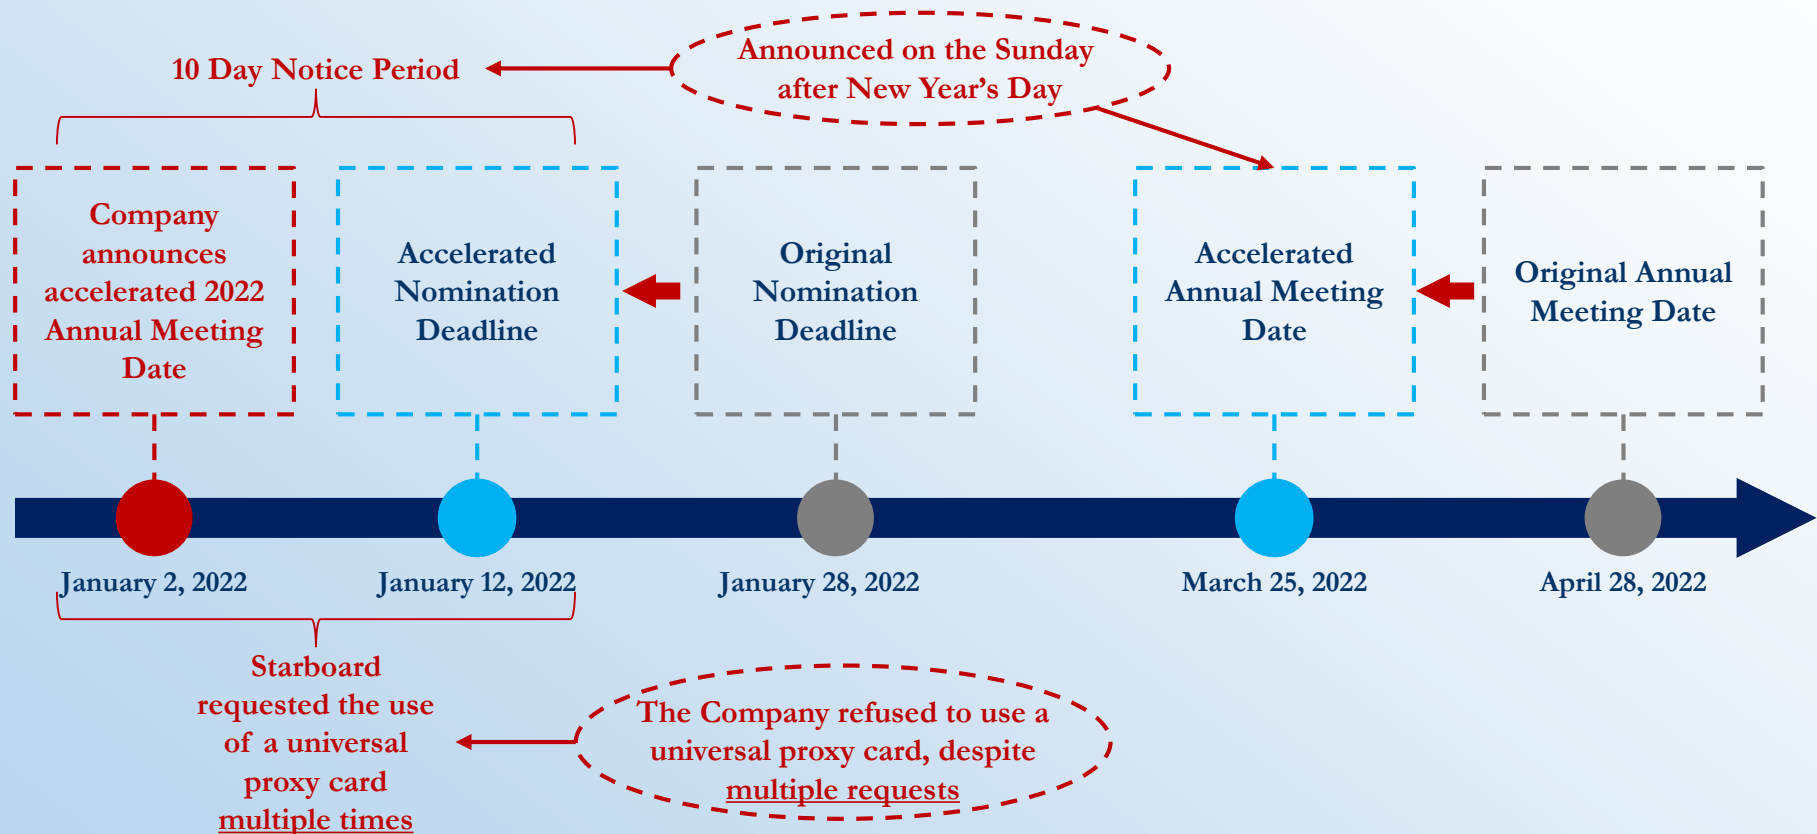 10 Day Notice Period
Announced on the Sunday
after New Year’s Day
Company
announces
accelerated 2022
Annual Meeting
Date
Accelerated
Nomination
Deadline
Original
Nomination
Deadline
Accelerated
Annual Meeting
Date
Original Annual
Meeting Date
January 2, 2022
January 12, 2022
January 28, 2022
March 25, 2022
April 28, 2022
Starboard
requested the use
of a universal
proxy card
multiple times
The Company refused to use a
universal proxy card, despite
multiple requests